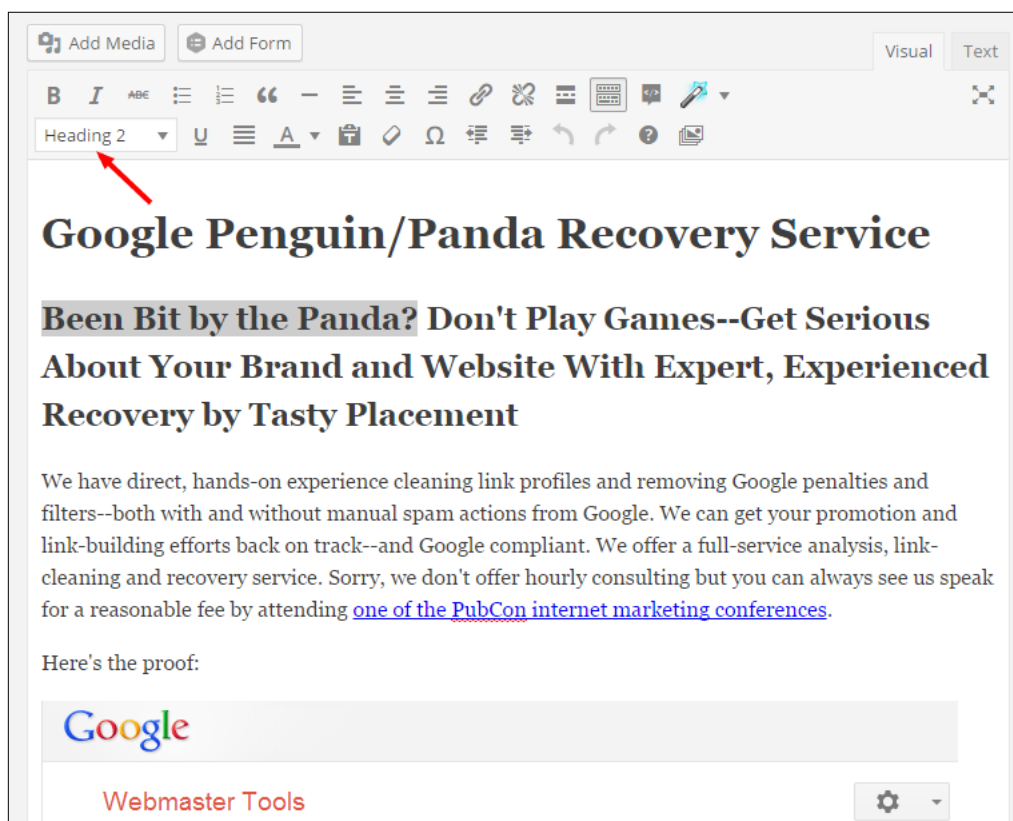 Add Media Add Form
Visual Text
B I ABE
Heading 2 U A T Ω
Google Penguin/Panda Recovery Service
Been Bit by the Panda? Don't Play Games--Get Serious
About Your Brand and Website With Expert, Experienced
Recovery by Tasty Placement
We have direct, hands-on experience cleaning link profiles and removing Google penalties and
filters--both with and without manual spam actions from Google. We can get your promotion and
link-building efforts back on track--and Google compliant. We offer a full-service analysis, link-
cleaning and recovery service. Sorry, we don't offer hourly consulting but you can always see us speak
for a reasonable fee by attending one of the PubCon internet marketing conferences.
Here's the proof:
Google
Webmaster Tools